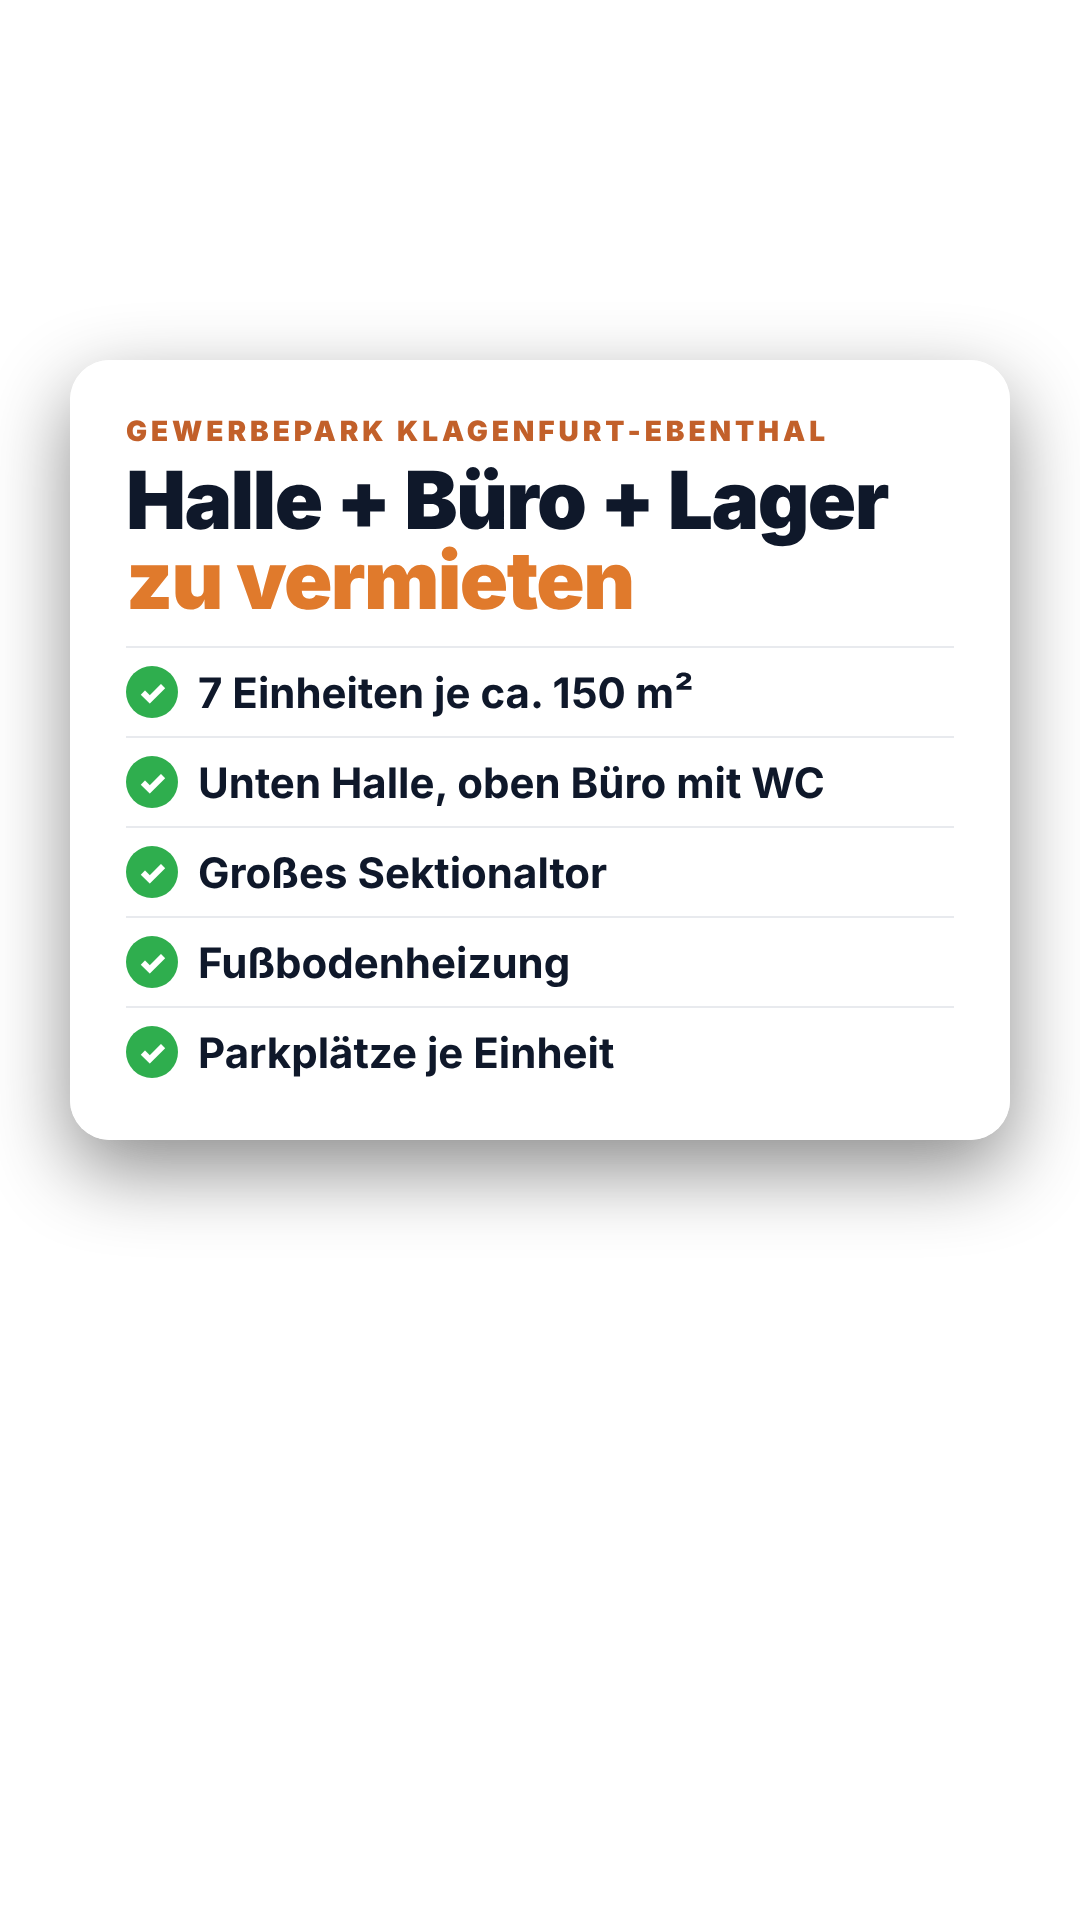 GEWERBEPARK KLAGENFURT-EBENTHAL
Halle + Büro + Lager
zu vermieten
7 Einheiten je ca. 150 m²
Unten Halle, oben Büro mit WC
Großes Sektionaltor
Fußbodenheizung
Parkplätze je Einheit